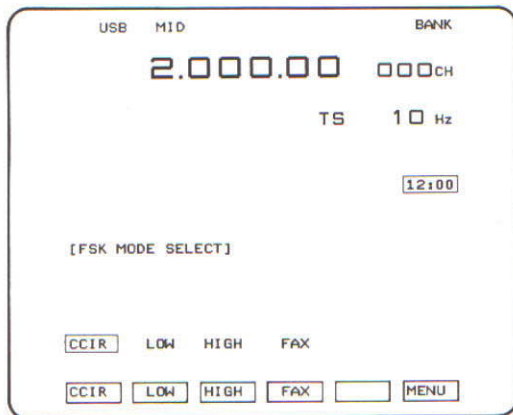 USB MID BANK
2.000.00 000CH
TS 10 Hz
12:00
[FSK MODE SELECT]
CCIR LOW HIGH FAX
CCIR LOW HIGH FAX MENU